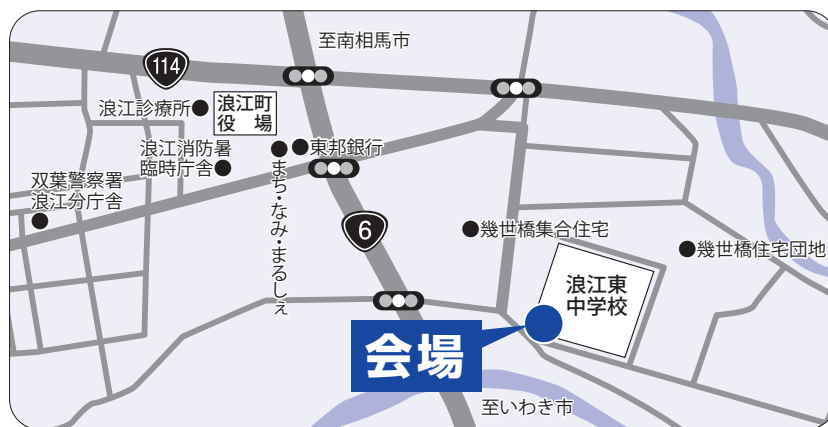 至南相馬市
114
浪江診療所
浪江町
役場
浪江消防署
臨時庁舎
東邦銀行
まち・なみ・まるしぇ
双葉警察署
浪江分庁舎
6
幾世橋集合住宅
幾世橋住宅団地
浪江東
中学校
会場
至いわき市